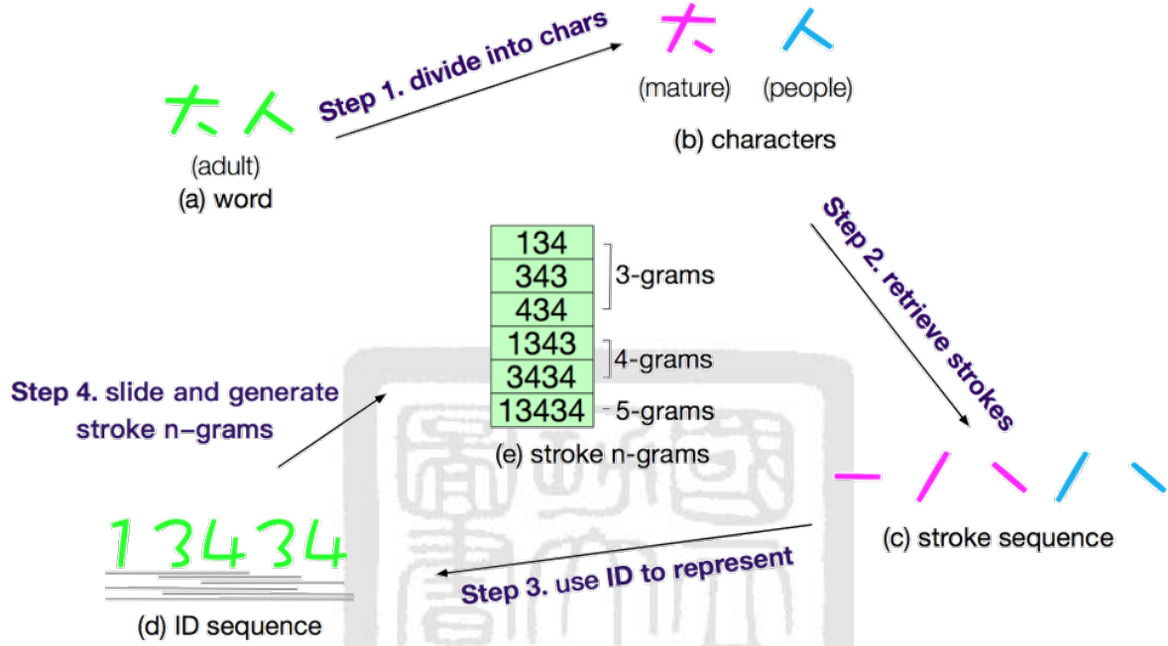 大 人
(mature) (people)
(b) characters
Step 1. divide into chars
大人
(adult)
(a) word
Step 2. retrieve strokes
134
343
434
1343
3434
13434
3-grams
4-grams
5-grams
(e) stroke n-grams
Step 4. slide and generate
stroke n-grams
(c) stroke sequence
Step 3. use ID to represent
13434
(d) ID sequence